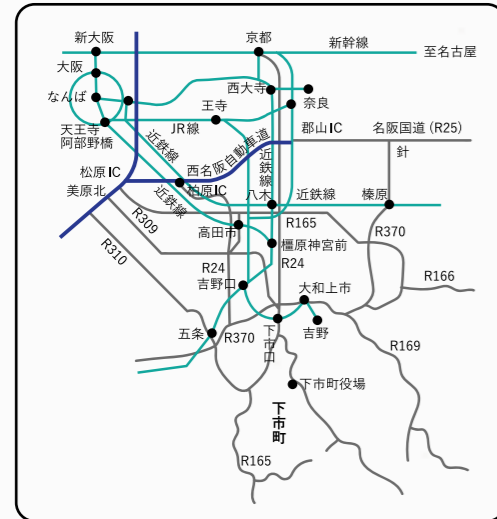 新大阪
京都
新幹線
至名古屋
大阪
西大寺
なんば
王寺
奈良
天王寺
阿部野橋
JR線
郡山IC
名阪国道 (R25)
近鉄線
西名阪自動車道
近鉄線
針
松原IC
柏原IC
八木
近鉄線
榛原
美原北
近鉄線
R165
R370
R309
高田市
橿原神宮前
R310
R24
R24
R166
吉野口
大和上市
五条
R370
下市口
吉野
R169
下市町役場
下市町
R165